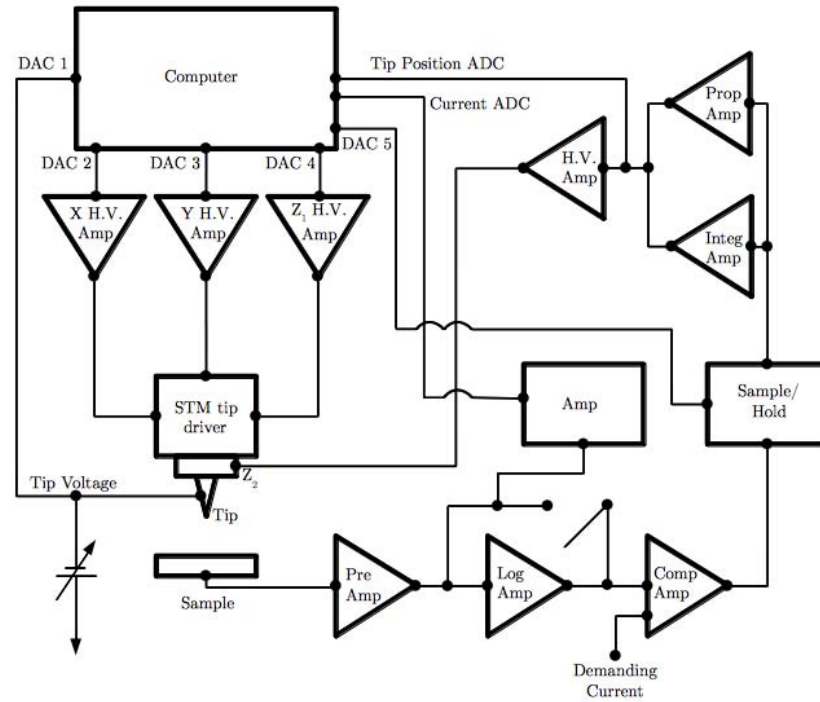 DAC 1
Computer
Tip Position ADC
Current ADC
Prop
Amp
DAC 2
DAC 3
DAC 4
DAC 5
H.V.
Amp
X H.V.
Amp
Y H.V.
Amp
Z1 H.V.
Amp
Integ
Amp
STM tip
driver
Amp
Sample/
Hold
Z2
Tip Voltage
Tip
Pre
Amp
Log
Amp
Comp
Amp
Sample
Demanding
Current